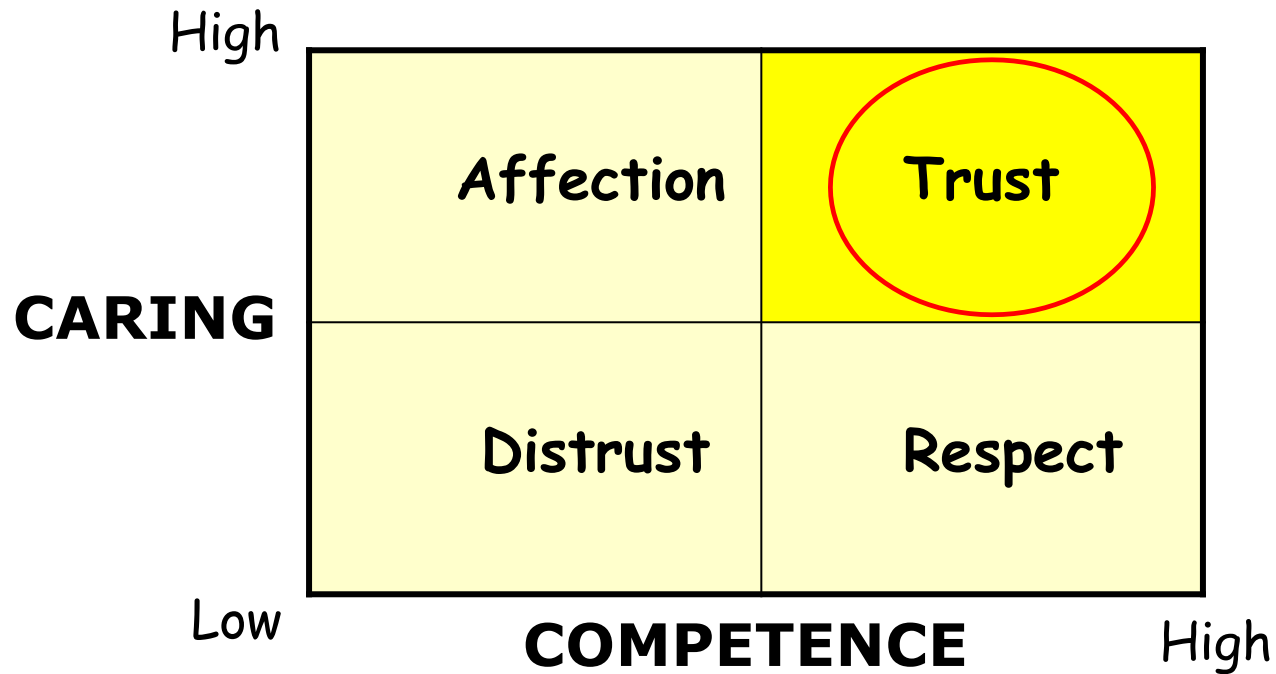 High
Affection Trust
CARING
Distrust Respect
Low
COMPETENCE
High